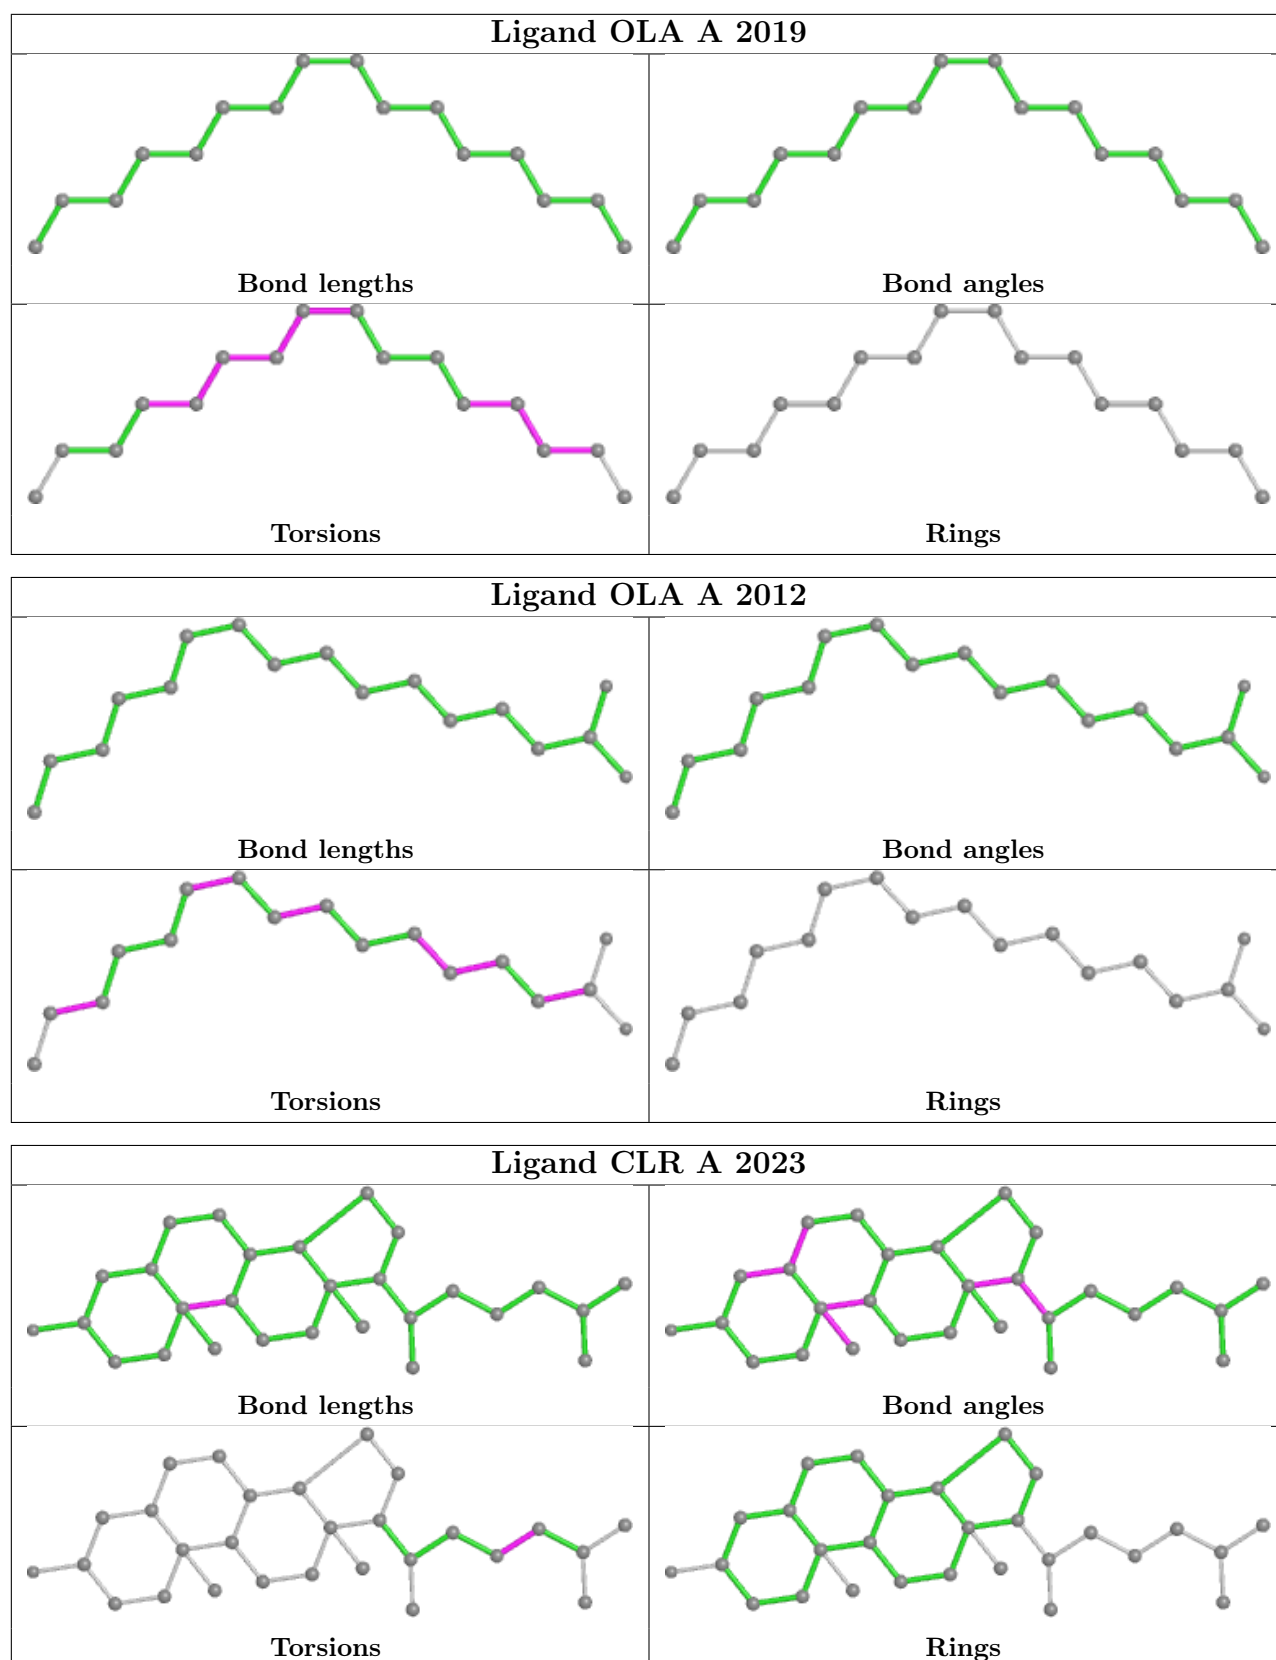 Ligand OLA A 2019
Bond lengths
Bond angles
Torsions
Rings
Ligand OLA A 2012
Bond lengths
Bond angles
Torsions
Rings
Ligand CLR A 2023
Bond lengths
Bond angles
Torsions
Rings